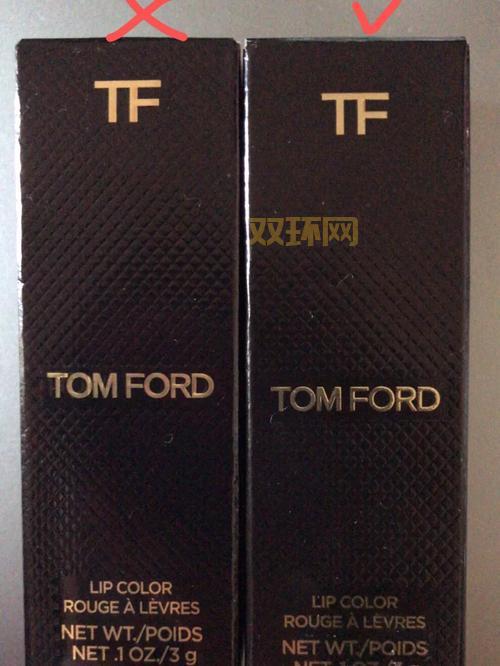 TF
TOM FORD
LIP COLOR
ROUGE À LÈVRES
NET WT./POIDS
NET .1 OZ./3 g
TF
双环网
TOM FORD
LIP COLOR
ROUGE À LÈVRES
NET WT./POIDS